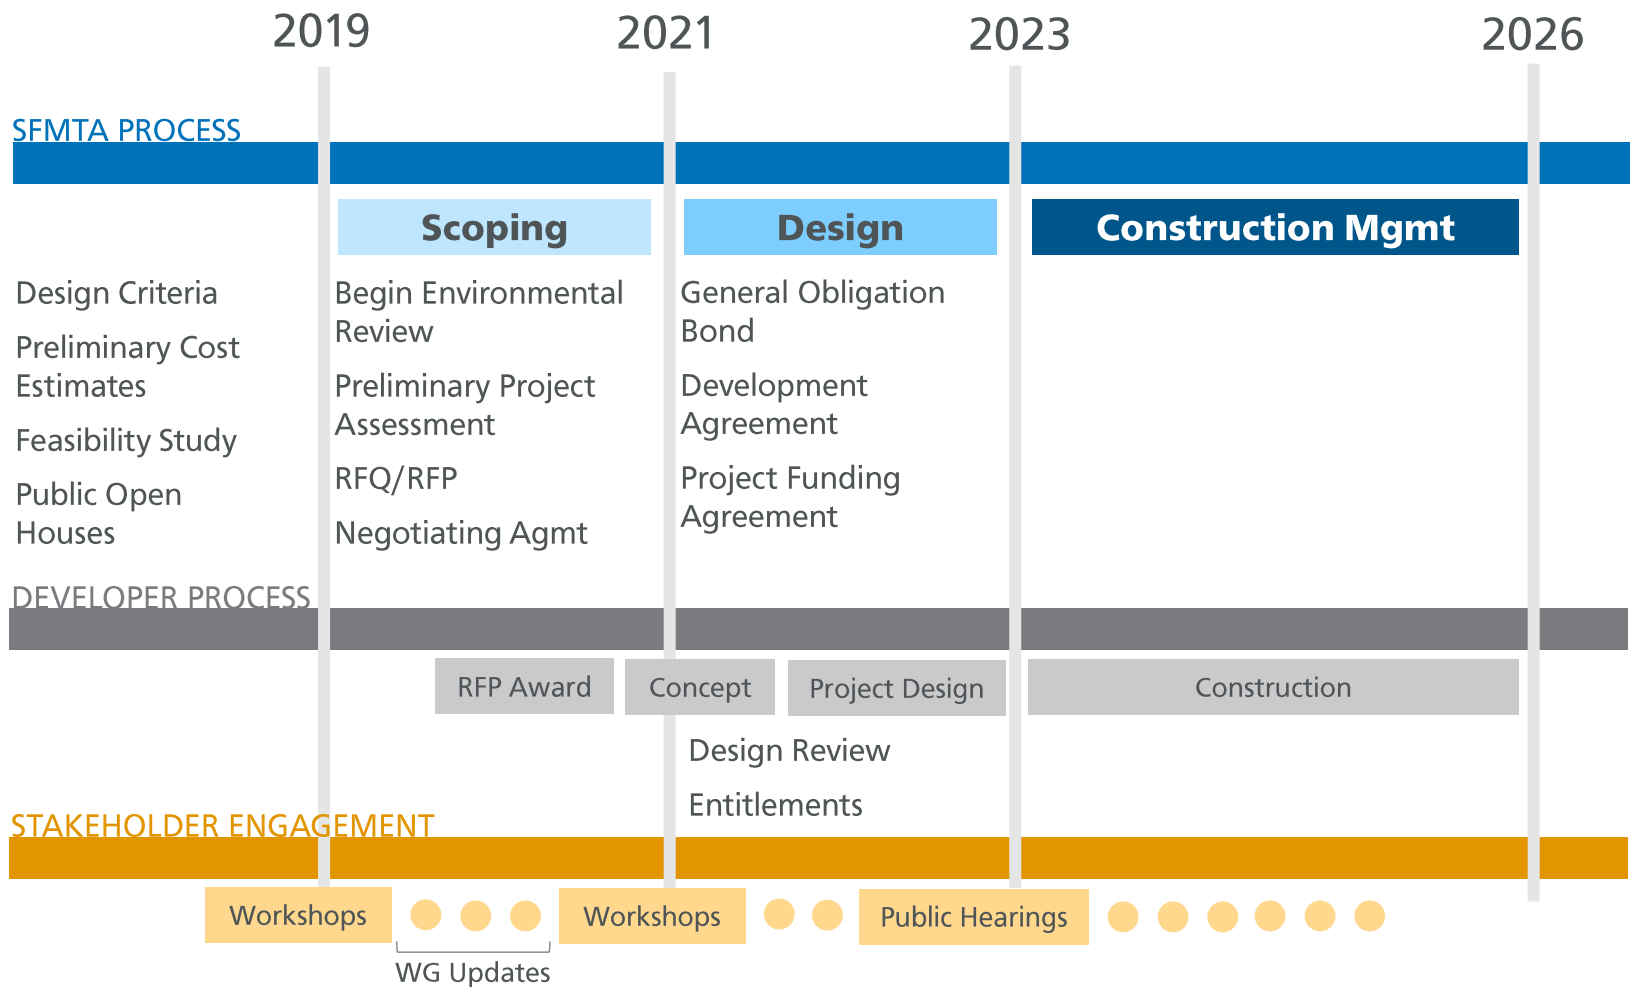 2019 2021 2023 2026
SFMTA PROCESS
Scoping Design Construction Mgmt
Design Criteria
Preliminary Cost
Estimates
Feasibility Study
Public Open
Houses
Begin Environmental
Review
Preliminary Project
Assessment
RFQ/RFP
Negotiating Agmt
General Obligation
Bond
Development
Agreement
Project Funding
Agreement
DEVELOPER PROCESS
RFP Award Concept Project Design Construction
Design Review
Entitlements
STAKEHOLDER ENGAGEMENT
Workshops Workshops Public Hearings
WG Updates